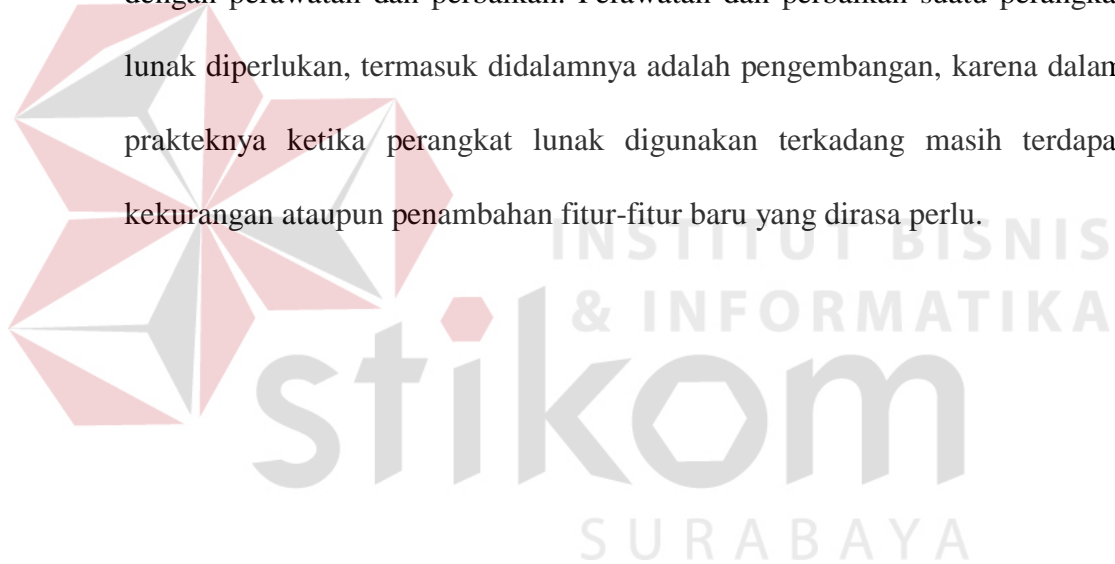 dengan perawatan dan perbaikan. Perawatan dan perbaikan suatu perangka
lunak diperlukan, termasuk didalamnya adalah pengembangan, karena dalam
prakteknya ketika perangkat lunak digunakan terkadang masih terdapa
kekurangan ataupun penambahan fitur-fitur baru yang dirasa perlu.
INSTITUT BISNIS
& INFORMATIKA
stikom
SURABAYA